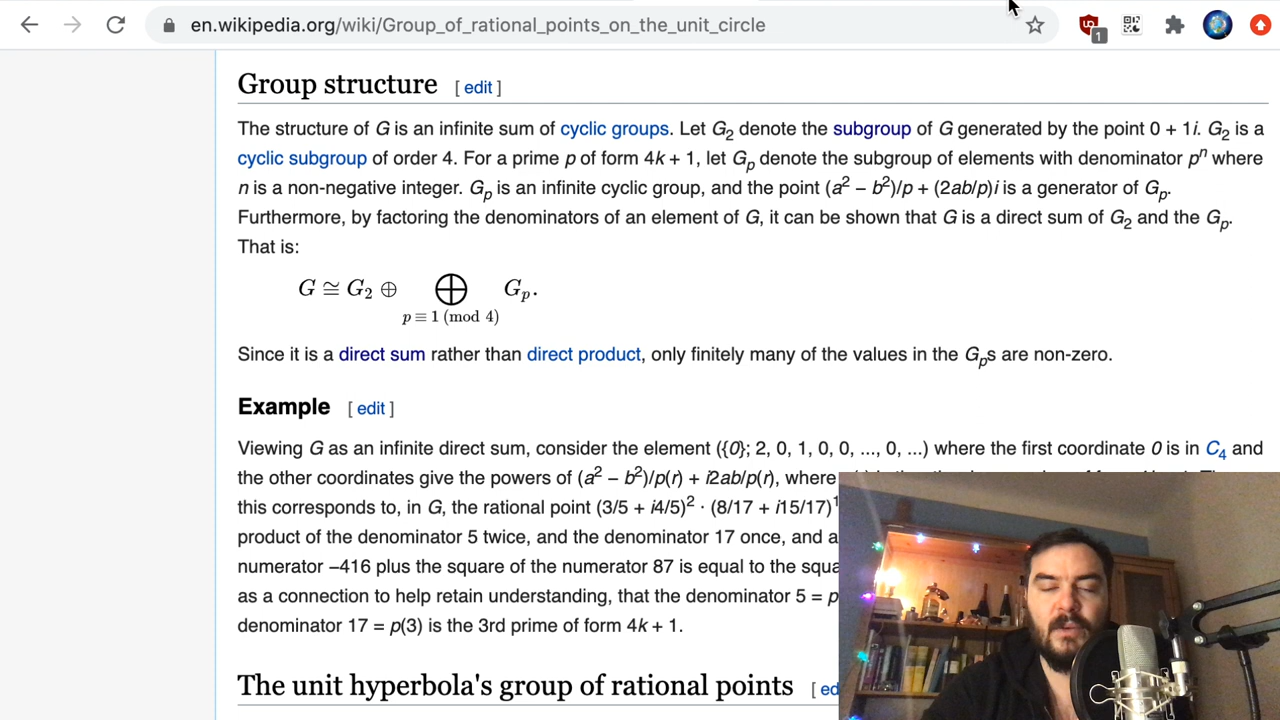 en.wikipedia.org/wiki/Group_of_rational_points_on_the_unit_circle
1
Group structure [ edit ]
The structure of G is an infinite sum of cyclic groups. Let G2 denote the subgroup of G generated by the point 0 + 1i. G2 is a
cyclic subgroup of order 4. For a prime p of form 4k + 1, let Gp denote the subgroup of elements with denominator pⁿ where
n is a non-negative integer. Gp is an infinite cyclic group, and the point (a² − b²)/p + (2ab/p)i is a generator of Gp.
Furthermore, by factoring the denominators of an element of G, it can be shown that G is a direct sum of G2 and the Gp.
That is:
G ≅ G2 ⊕ ⨁ Gp.
p ≡ 1 (mod 4)
Since it is a direct sum rather than direct product, only finitely many of the values in the Gps are non-zero.
Example [ edit ]
Viewing G as an infinite direct sum, consider the element ({0}; 2, 0, 1, 0, 0, ..., 0, ...) where the first coordinate 0 is in C4 and
the other coordinates give the powers of (a² − b²)/p(r) + i2ab/p(r), where
this corresponds to, in G, the rational point (3/5 + i4/5)² · (8/17 + i15/17)¹
product of the denominator 5 twice, and the denominator 17 once, and a
numerator −416 plus the square of the numerator 87 is equal to the squa
as a connection to help retain understanding, that the denominator 5 = p
denominator 17 = p(3) is the 3rd prime of form 4k + 1.
The unit hyperbola's group of rational points [ ed